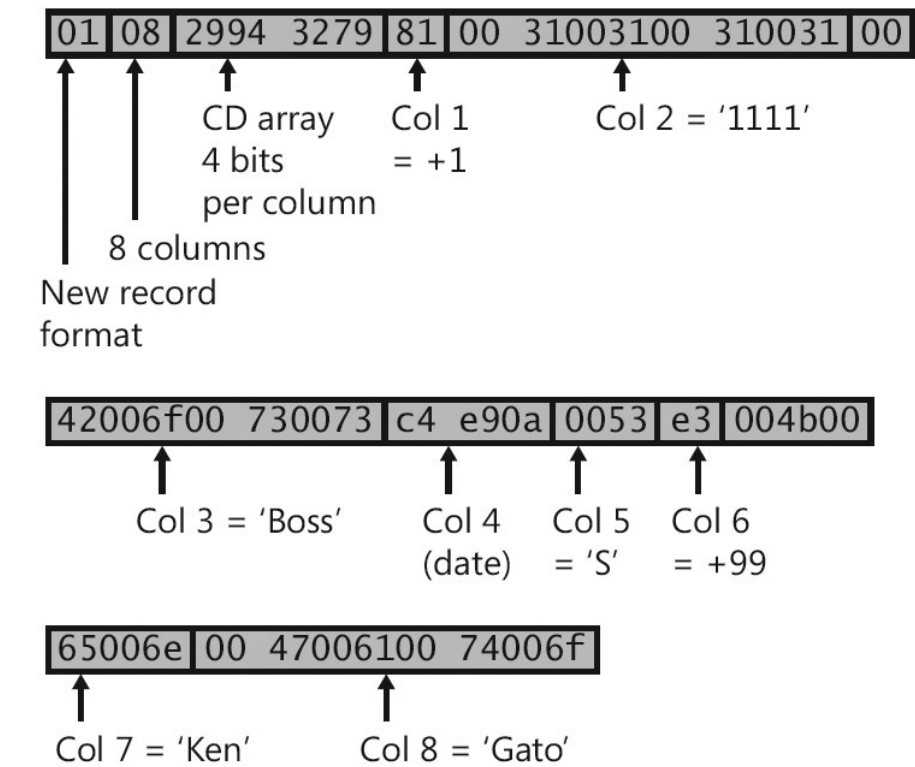 01 08 2994 3279 81 00 31003100 310031 00
CD array Col 1 Col 2 = ‘1111’
4 bits = +1
per column
8 columns
New record
format
42006f00 730073 c4 e90a 0053 e3 004b00
Col 3 = ‘Boss’ Col 4 Col 5 Col 6
(date) = ‘S’ = +99
65006e 00 47006100 74006f
Col 7 = ‘Ken’ Col 8 = ‘Gato’